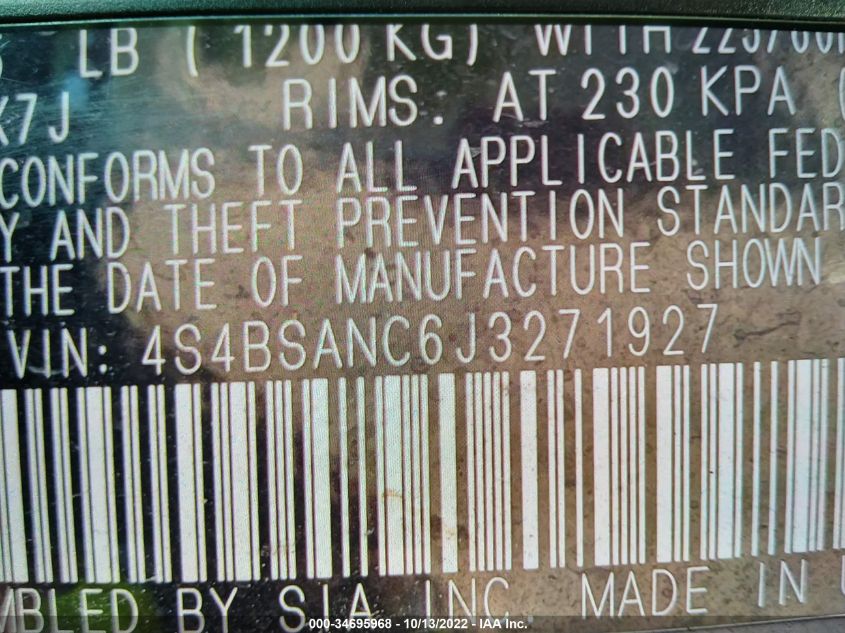 LB ( 1200 KG) WITH
K7J RIMS. AT 230 KPA (
CONFORMS TO ALL APPLICABLE FED
Y AND THEFT PREVENTION STANDAR
THE DATE OF MANUFACTURE SHOWN
VIN: 4S4BSANC6J3271927
MBLED BY SIA, INC. MADE IN U
000-34695968 - 10/13/2022 - IAA Inc.